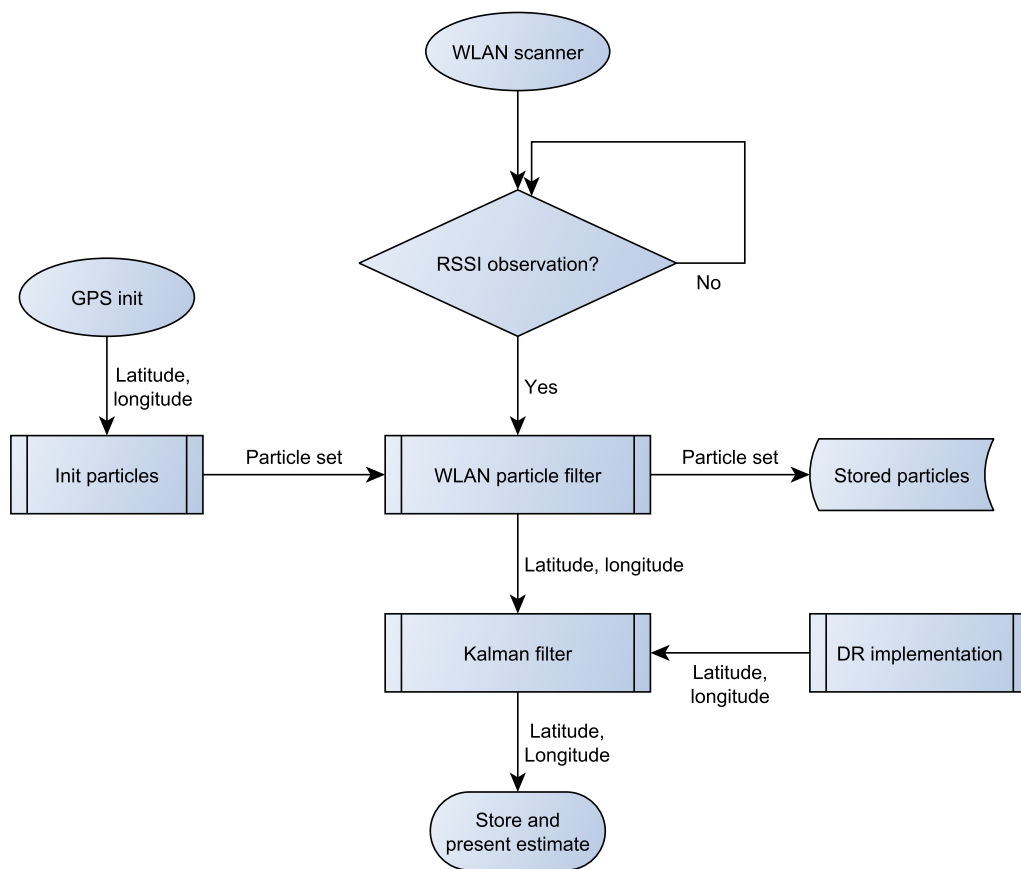 WLAN scanner
RSSI observation?
No
GPS init
Latitude,
longitude
Yes
Init particles
Particle set
WLAN particle filter
Particle set
Stored particles
Latitude, longitude
Kalman filter
Latitude,
longitude
DR implementation
Latitude,
Longitude
Store and
present estimate